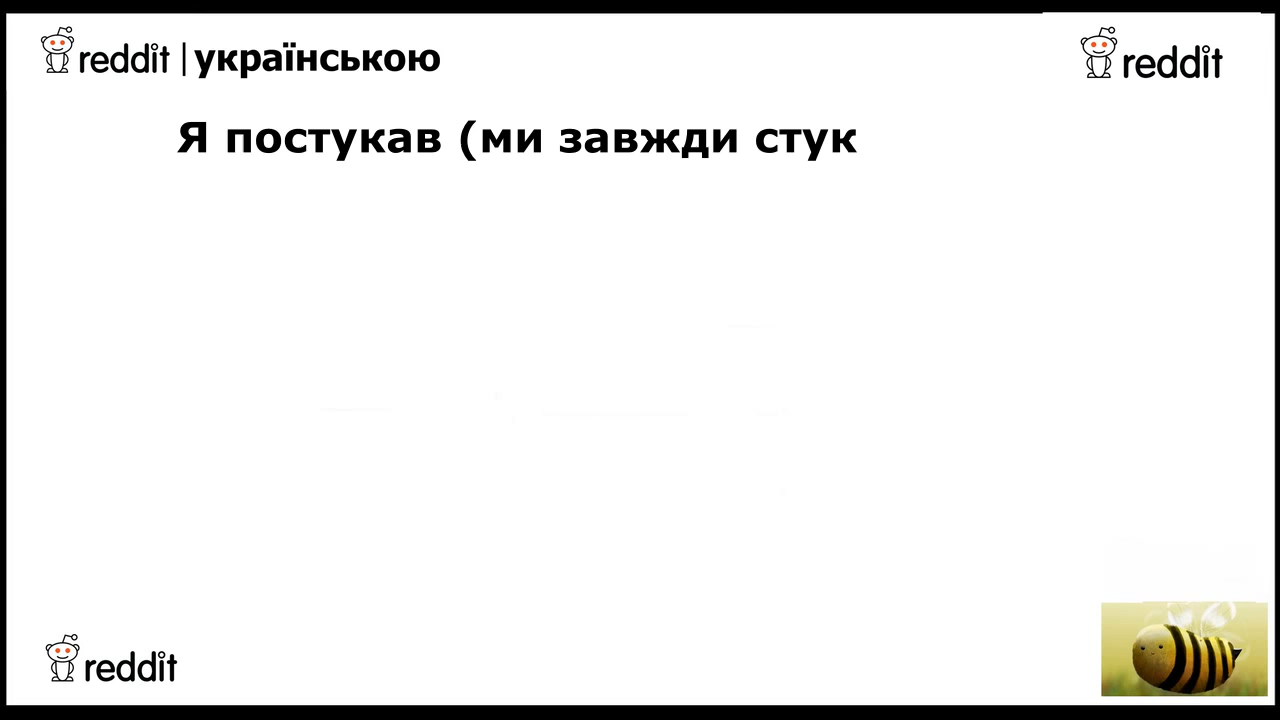 reddit | українською
reddit
Я постукав (ми завжди стук
reddit